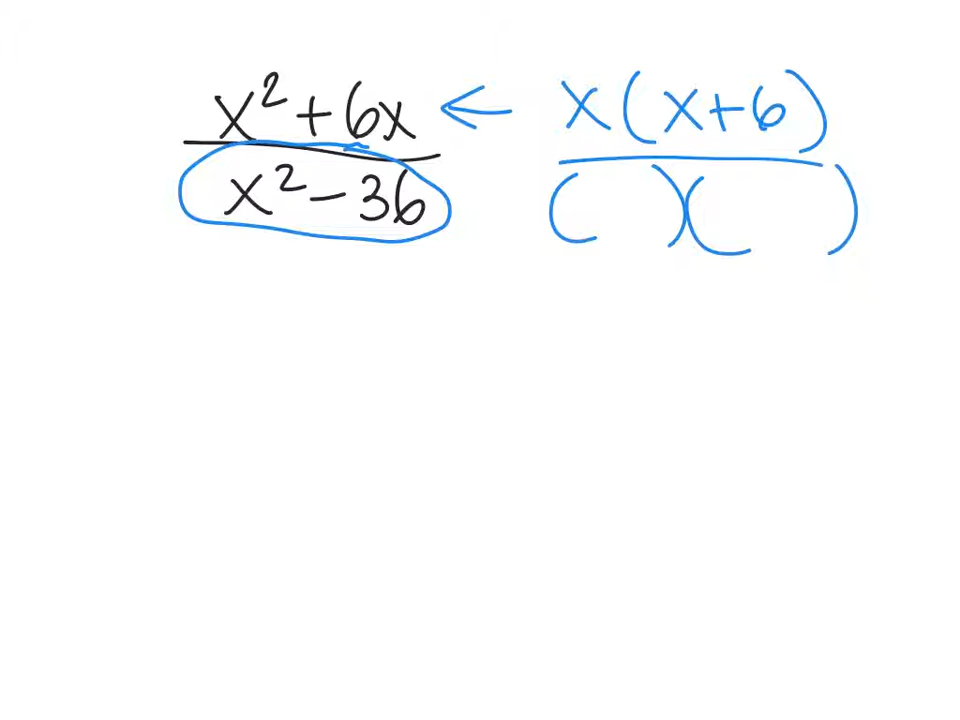 x² + 6x ← x(x+6)
x² - 36 ( )( )